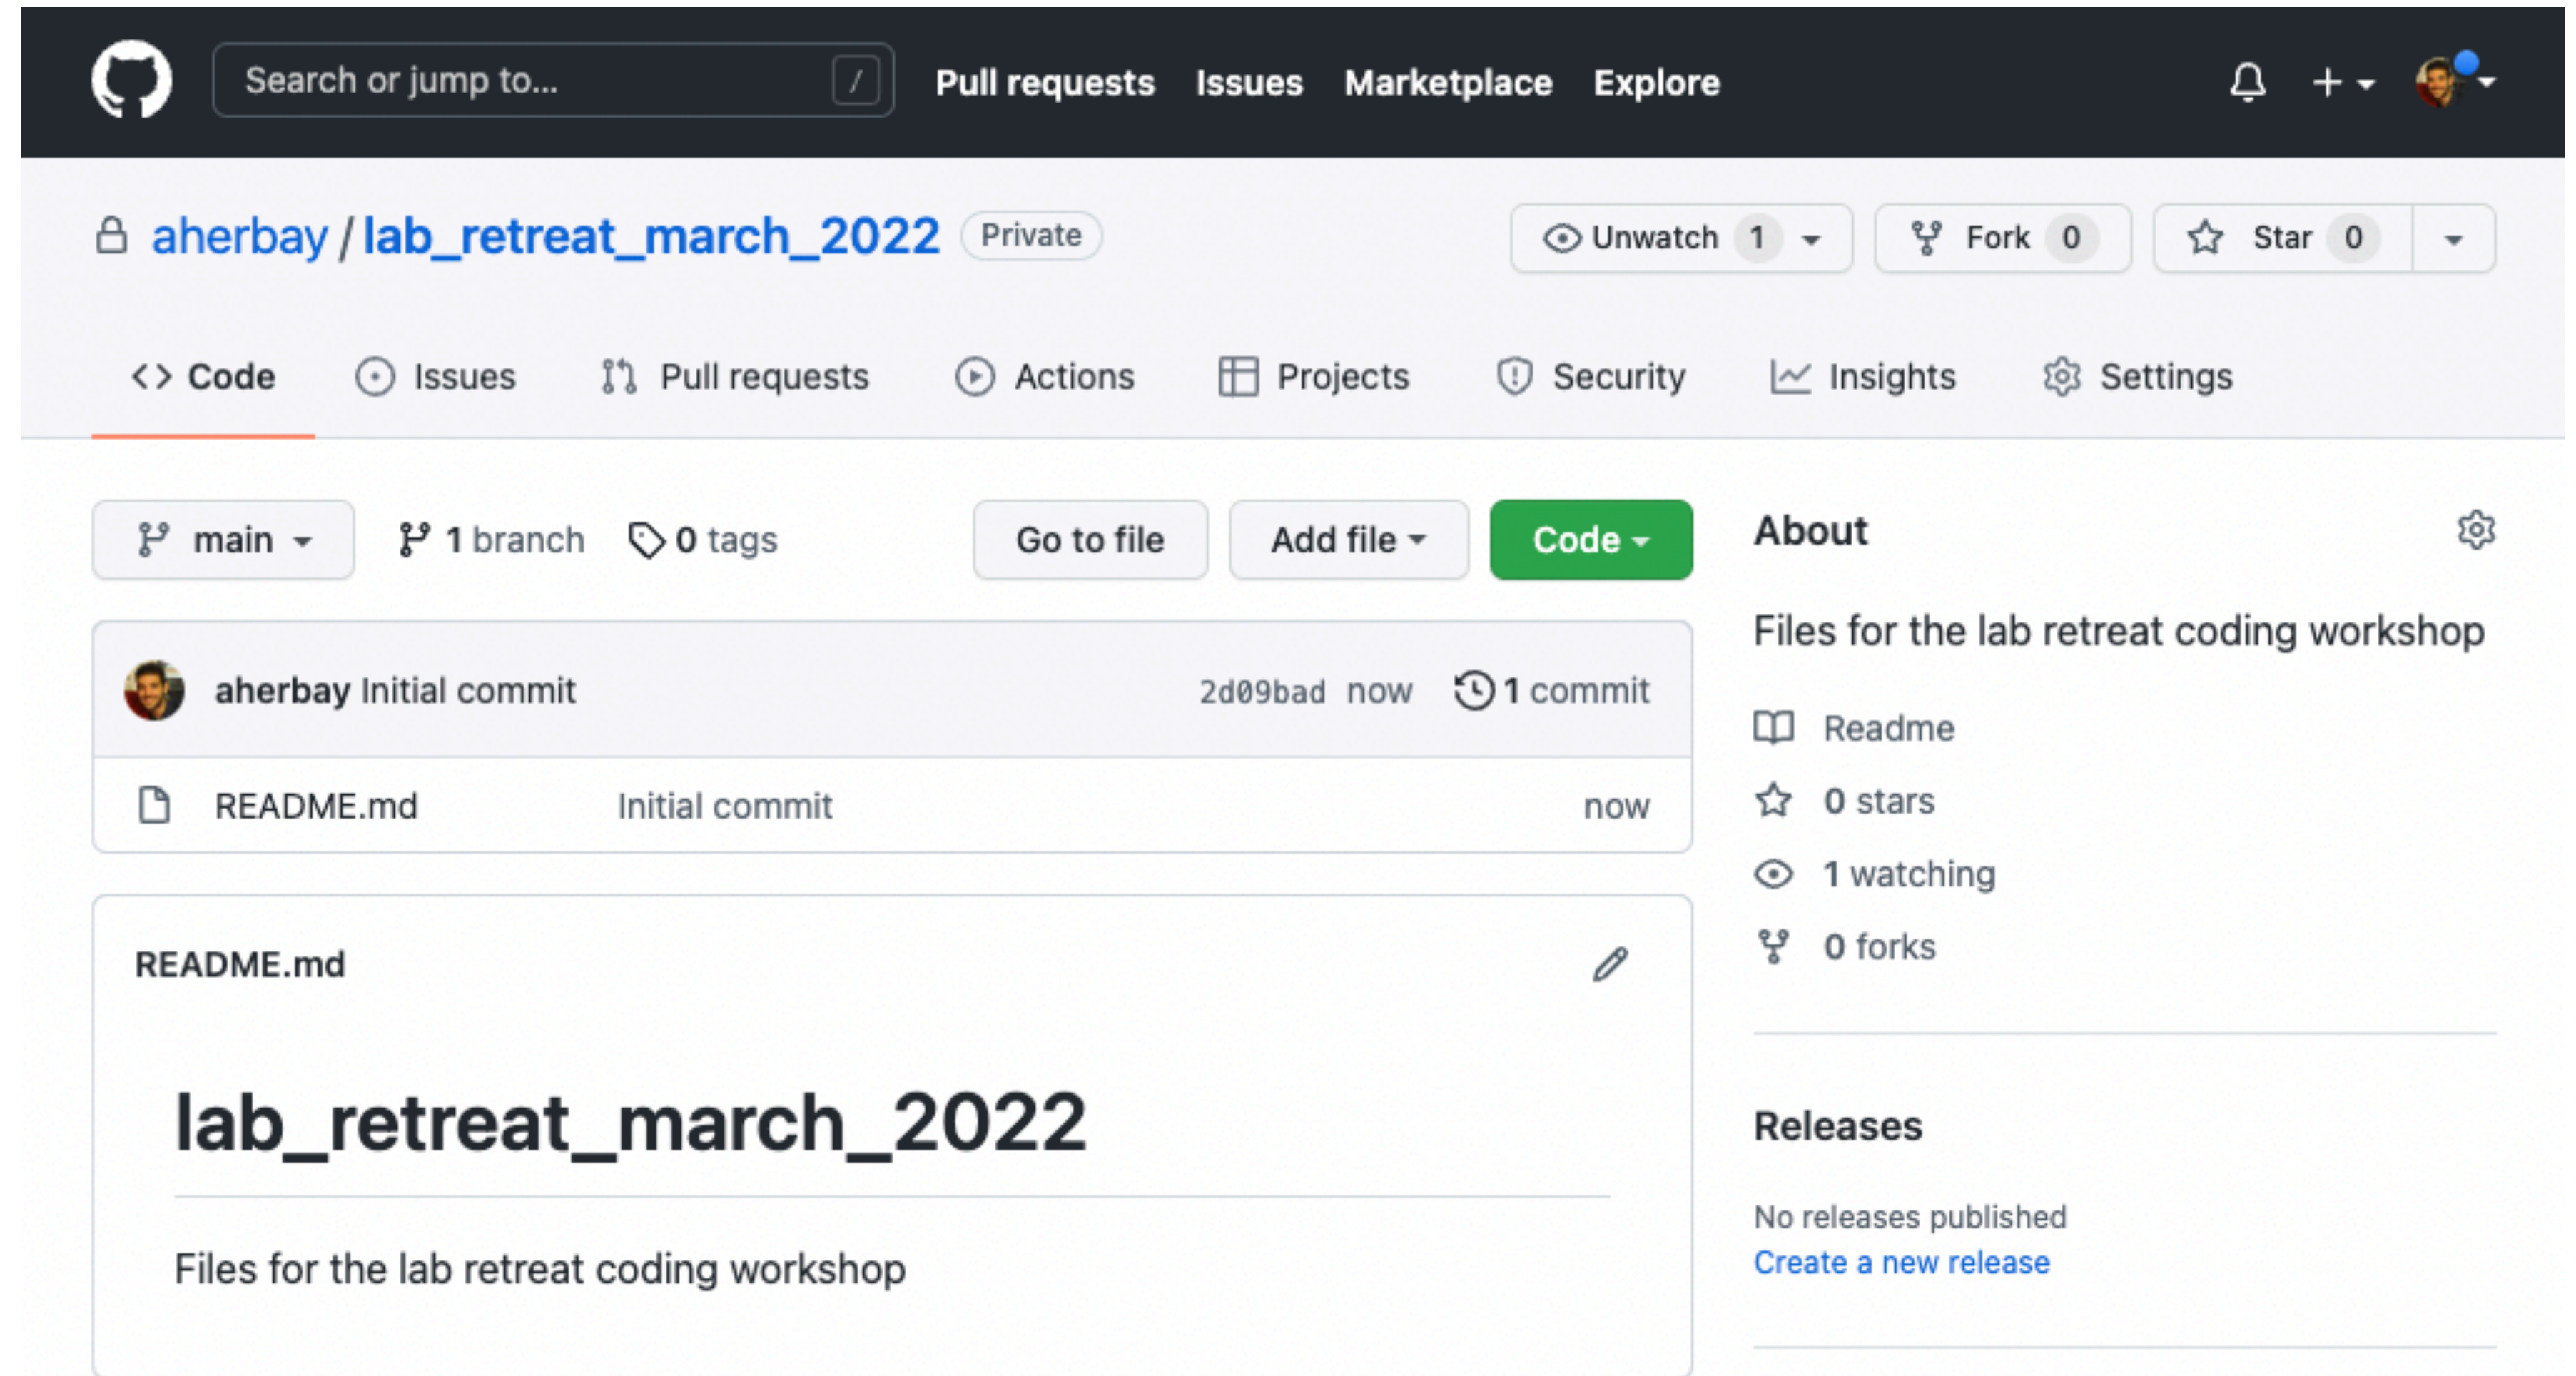 Search or jump to... / Pull requests Issues Marketplace Explore
aherbay / lab_retreat_march_2022 Private Unwatch 1 Fork 0 Star 0
Code Issues Pull requests Actions Projects Security Insights Settings
main 1 branch 0 tags Go to file Add file Code
aherbay Initial commit 2d09bad now 1 commit
README.md Initial commit now
README.md
lab_retreat_march_2022
Files for the lab retreat coding workshop
About
Files for the lab retreat coding workshop
Readme
0 stars
1 watching
0 forks
Releases
No releases published
Create a new release